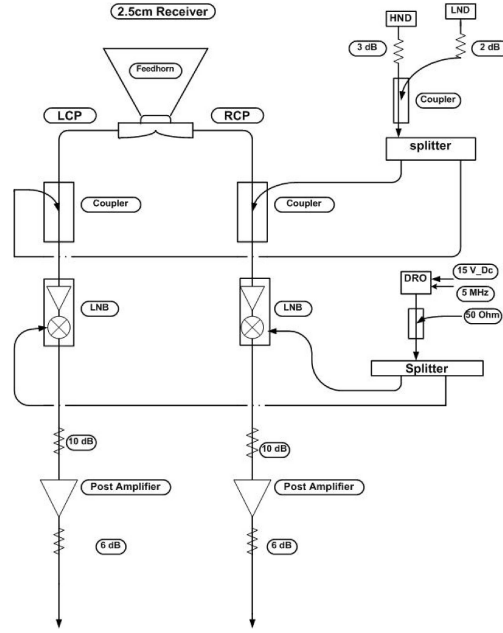 2.5cm Receiver
HND
LND
3 dB
2 dB
Feedhorn
LCP
RCP
Coupler
splitter
Coupler
Coupler
DRO
15 V_Dc
5 MHz
LNB
LNB
50 Ohm
Splitter
10 dB
10 dB
Post Amplifier
Post Amplifier
6 dB
6 dB